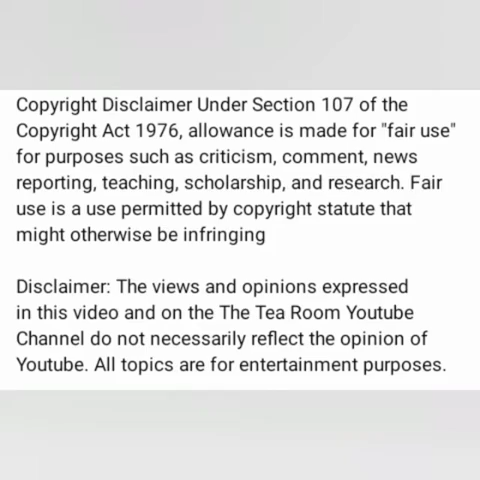 Copyright Disclaimer Under Section 107 of the
Copyright Act 1976, allowance is made for "fair use"
for purposes such as criticism, comment, news
reporting, teaching, scholarship, and research. Fair
use is a use permitted by copyright statute that
might otherwise be infringing
Disclaimer: The views and opinions expressed
in this video and on the The Tea Room Youtube
Channel do not necessarily reflect the opinion of
Youtube. All topics are for entertainment purposes.